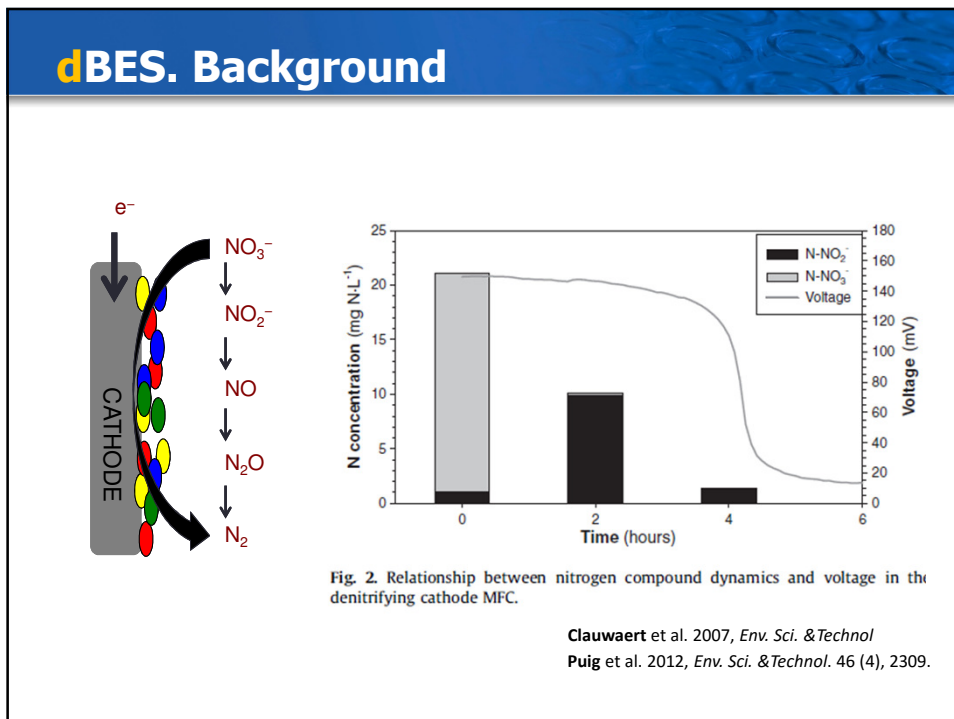 dBES. Background
e⁻
CATHODE
NO₃⁻
NO₂⁻
NO
N₂O
N₂
N concentration (mg N·L⁻¹)
25
20
15
10
5
0
N-NO₂⁻
N-NO₃⁻
Voltage
180
160
140
120
100
80
60
40
20
0
Voltage (mV)
0 2 4 6
Time (hours)
Fig. 2. Relationship between nitrogen compound dynamics and voltage in the
denitrifying cathode MFC.
Clauwaert et al. 2007, Env. Sci. &Technol
Puig et al. 2012, Env. Sci. &Technol. 46 (4), 2309.